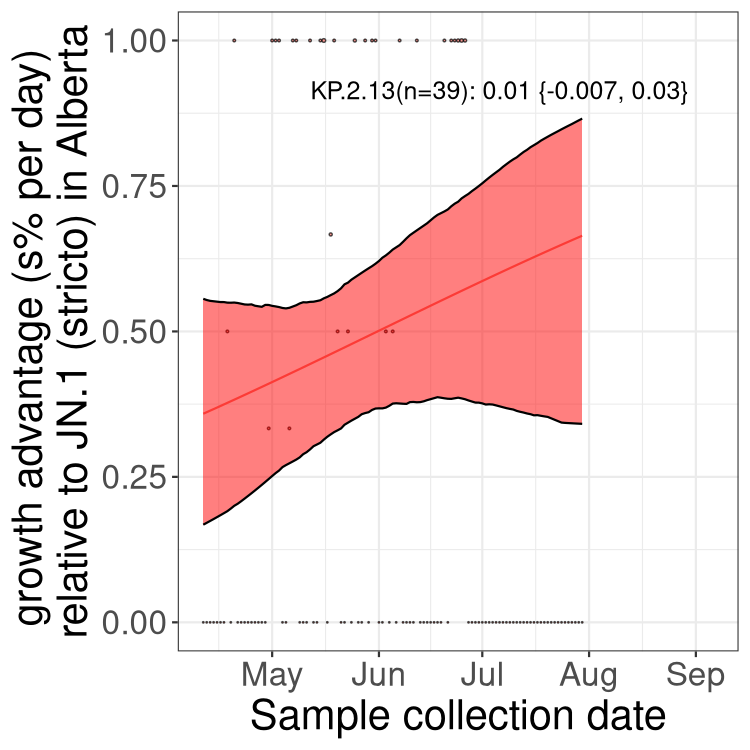 growth advantage (s% per day)
relative to JN.1 (stricto) in Alberta
1.00
0.75
0.50
0.25
0.00
KP.2.13(n=39): 0.01 {-0.007, 0.03}
May Jun Jul Aug Sep
Sample collection date